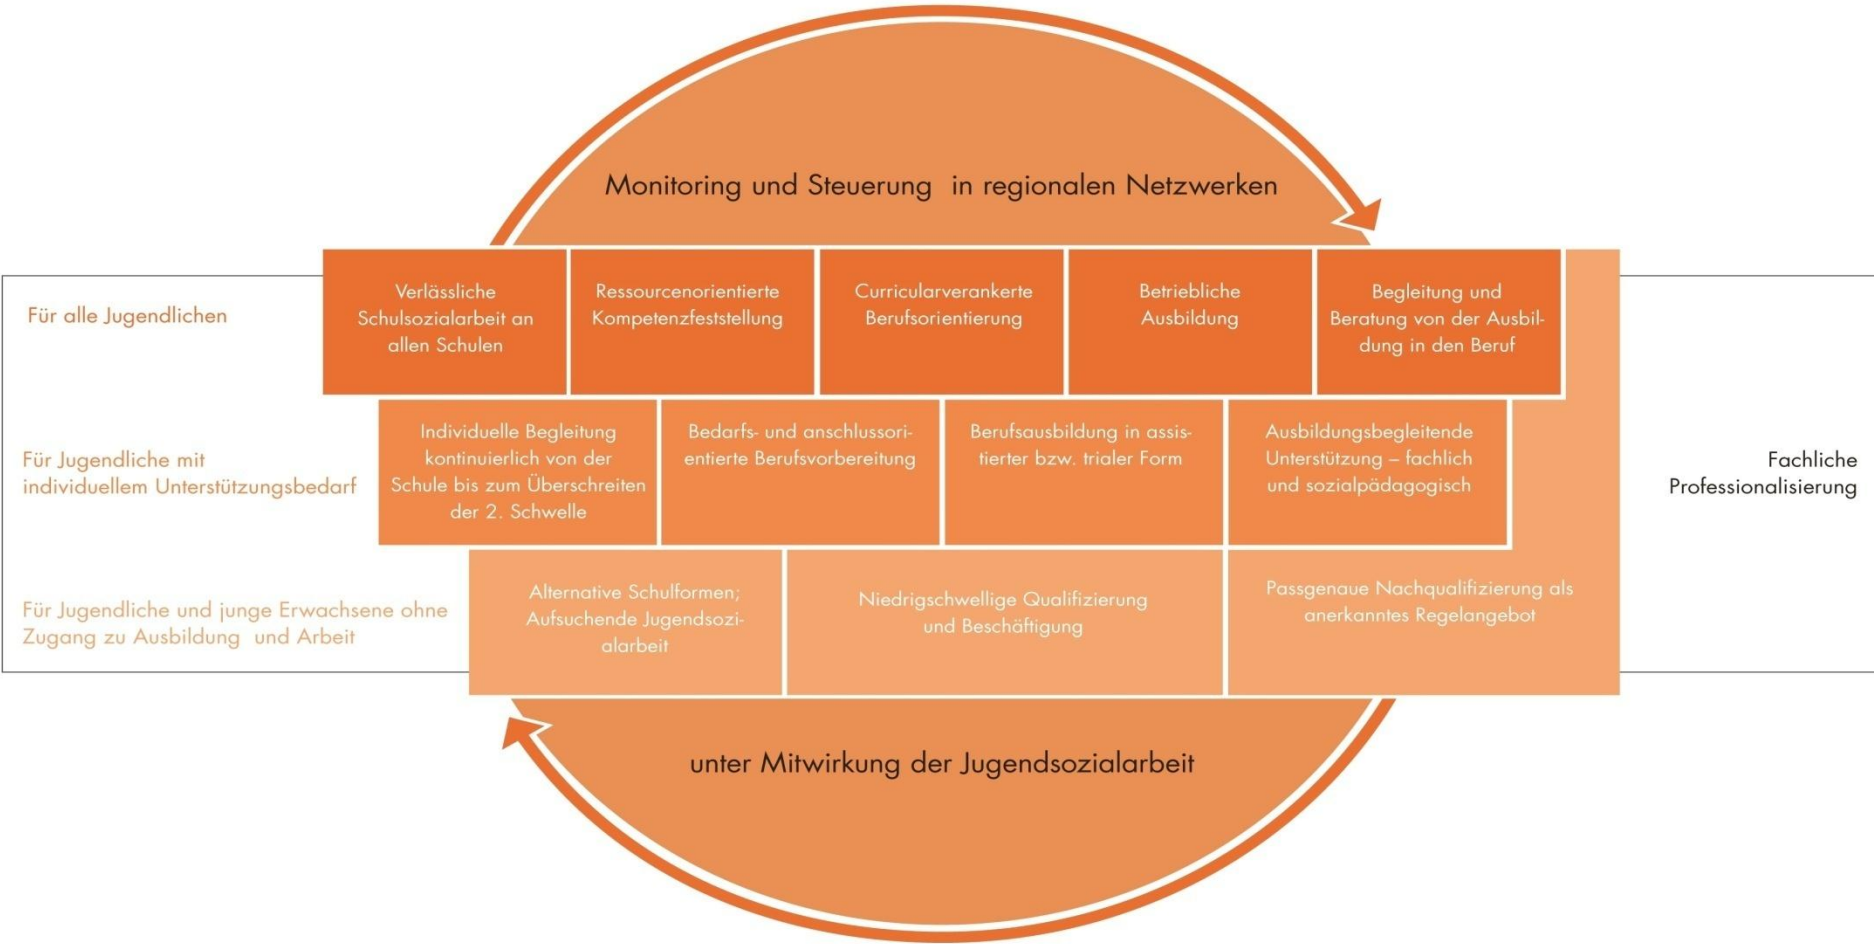 Monitoring und Steuerung in regionalen Netzwerken
Für alle Jugendlichen
Verlässliche
Schulsozialarbeit an
allen Schulen
Ressourcenorientierte
Kompetenzfeststellung
Curricularverankerte
Berufsorientierung
Betriebliche
Ausbildung
Begleitung und
Beratung von der Ausbil-
dung in den Beruf
Für Jugendliche mit
individuellem Unterstützungsbedarf
Individuelle Begleitung
kontinuierlich von der
Schule bis zum Überschreiten
der 2. Schwelle
Bedarfs- und anschlussori-
entierte Berufsvorbereitung
Berufsausbildung in assis-
tierter bzw. trialer Form
Ausbildungsbegleitende
Unterstützung – fachlich
und sozialpädagogisch
Fachliche
Professionalisierung
Für Jugendliche und junge Erwachsene ohne
Zugang zu Ausbildung und Arbeit
Alternative Schulformen;
Aufsuchende Jugendsozi-
alarbeit
Niedrigschwellige Qualifizierung
und Beschäftigung
Passgenaue Nachqualifizierung als
anerkanntes Regelangebot
unter Mitwirkung der Jugendsozialarbeit